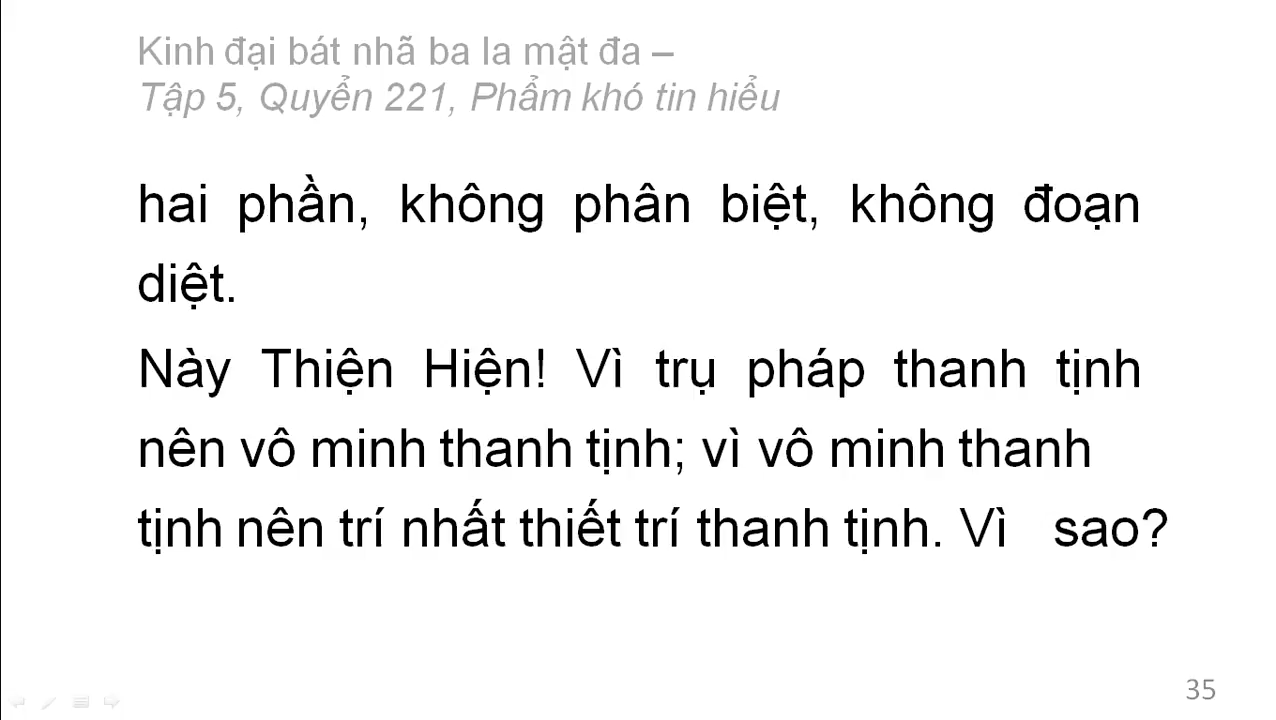 Kinh đại bát nhã ba la mật đa –
Tập 5, Quyển 221, Phẩm khó tin hiểu
hai phần, không phân biệt, không đoạn
diệt.
Này Thiện Hiện! Vì trụ pháp thanh tịnh
nên vô minh thanh tịnh; vì vô minh thanh
tịnh nên trí nhất thiết trí thanh tịnh. Vì sao?
35